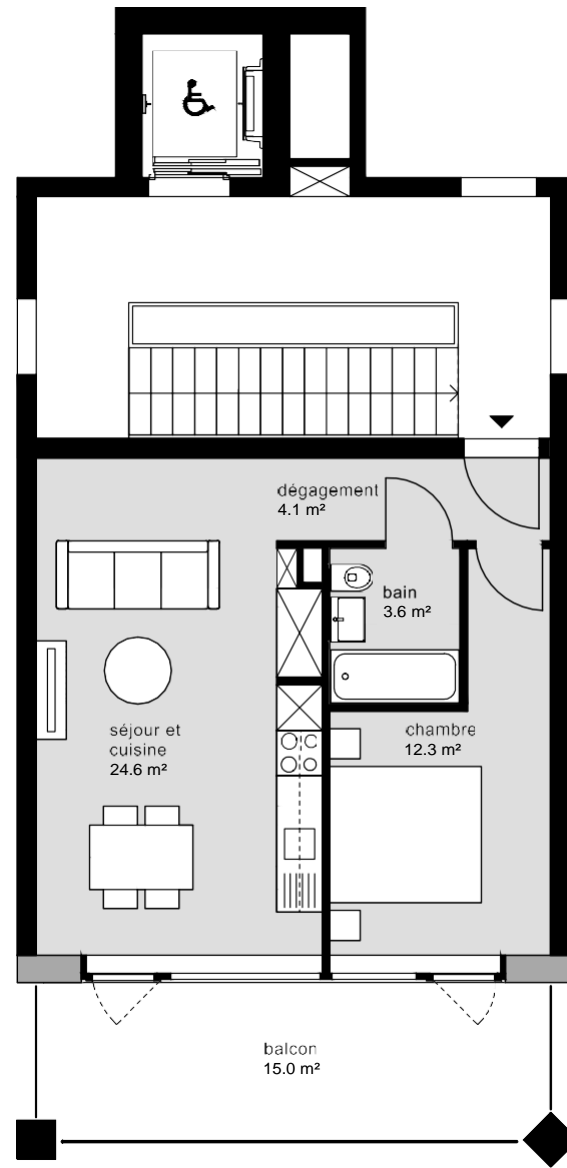 dégagement
4.1 m²
bain
3.6 m²
séjour et
cuisine
24.6 m²
chambre
12.3 m²
balcon
15.0 m²